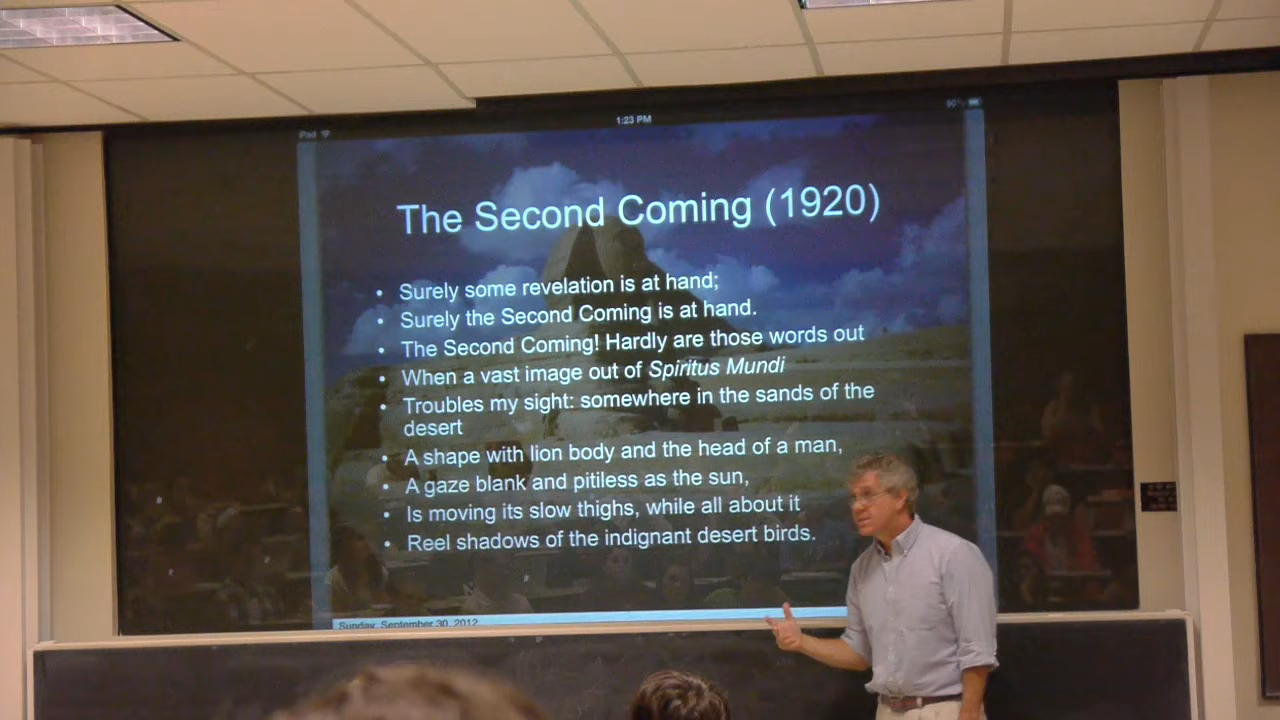 iPad
1:23 PM
90%
The Second Coming (1920)
• Surely some revelation is at hand;
• Surely the Second Coming is at hand.
• The Second Coming! Hardly are those words out
• When a vast image out of Spiritus Mundi
• Troubles my sight: somewhere in the sands of the
desert
• A shape with lion body and the head of a man,
• A gaze blank and pitiless as the sun,
• Is moving its slow thighs, while all about it
• Reel shadows of the indignant desert birds.
Sunday, September 30, 2012